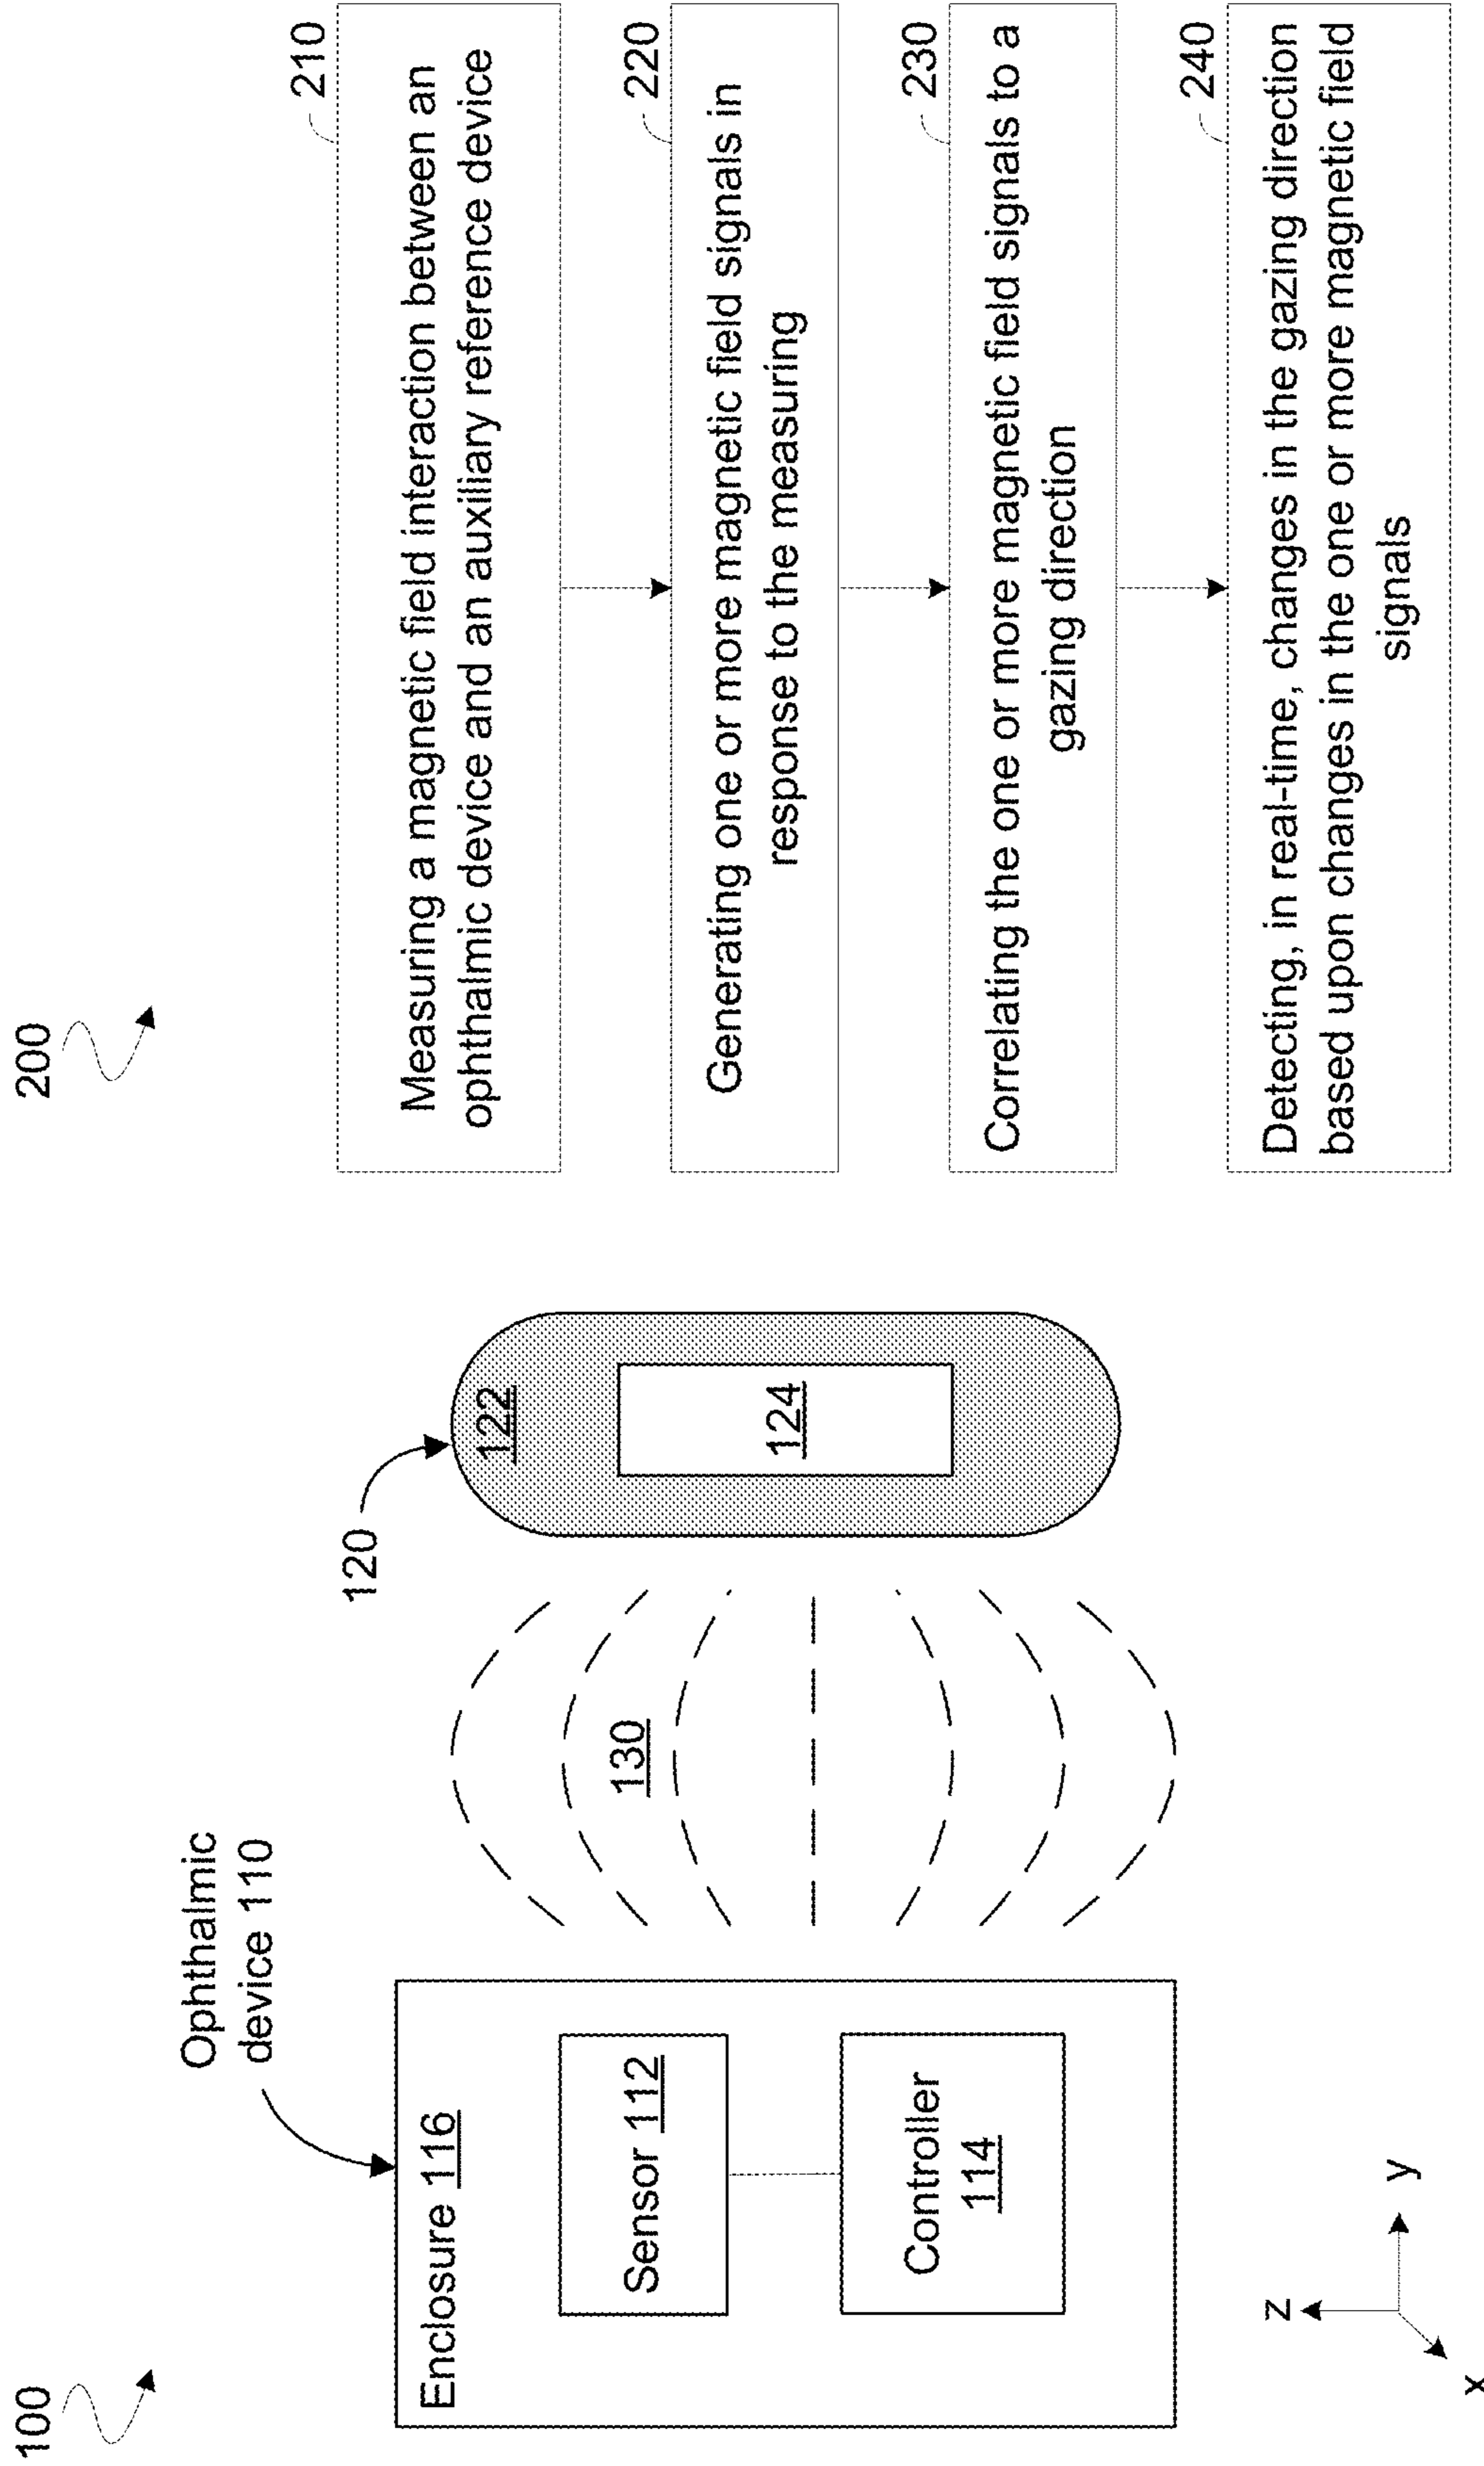 100
Ophthalmic
device 110
Enclosure 116
Sensor 112
Controller
114
130
120
122
124
z
y
x
200
210
Measuring a magnetic field interaction between an
ophthalmic device and an auxiliary reference device
220
Generating one or more magnetic field signals in
response to the measuring
230
Correlating the one or more magnetic field signals to a
gazing direction
240
Detecting, in real-time, changes in the gazing direction
based upon changes in the one or more magnetic field
signals